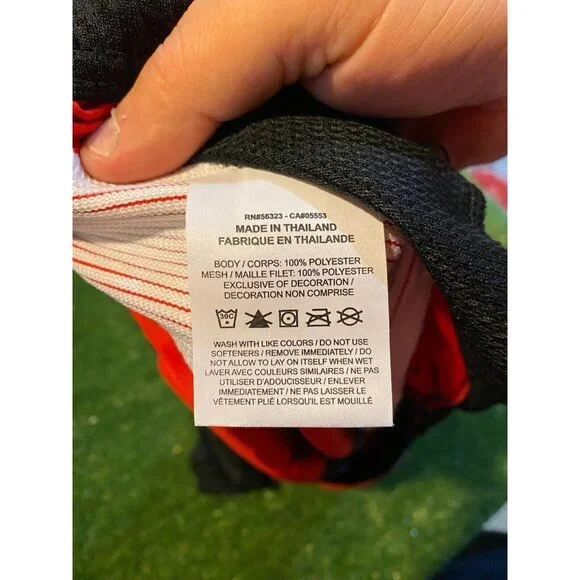 RN#56323 - CA#05553
MADE IN THAILAND
FABRIQUE EN THAILANDE
BODY / CORPS: 100% POLYESTER
MESH / MAILLE FILET: 100% POLYESTER
EXCLUSIVE OF DECORATION /
DECORATION NON COMPRISE
30C
WASH WITH LIKE COLORS / DO NOT USE
SOFTENERS / REMOVE IMMEDIATELY / DO
NOT ALLOW TO LAY ON ITSELF WHEN WET
LAVER AVEC COULEURS SIMILAIRES / NE PAS
UTILISER D'ADOUCISSEUR / ENLEVER
IMMÉDIATEMENT / NE PAS LAISSER LE
VÊTEMENT PLIÉ LORSQU'IL EST MOUILLÉ